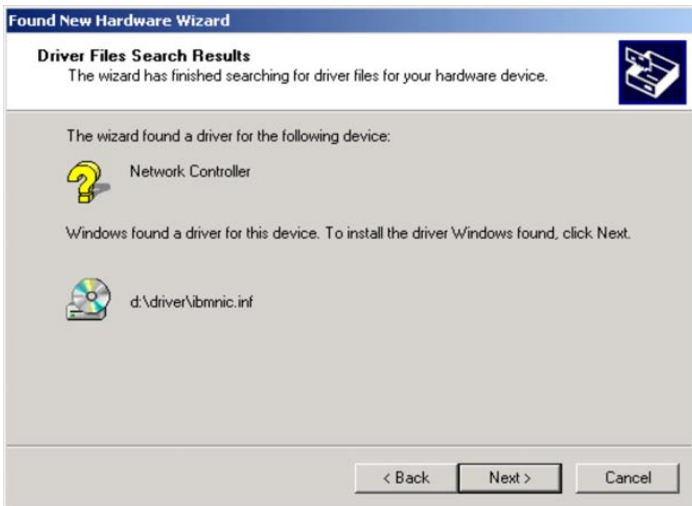 Found New Hardware Wizard
Driver Files Search Results
The wizard has finished searching for driver files for your hardware device.
The wizard found a driver for the following device:
Network Controller
Windows found a driver for this device. To install the driver Windows found, click Next.
d:\driver\ibmnic.inf
< Back
Next >
Cancel